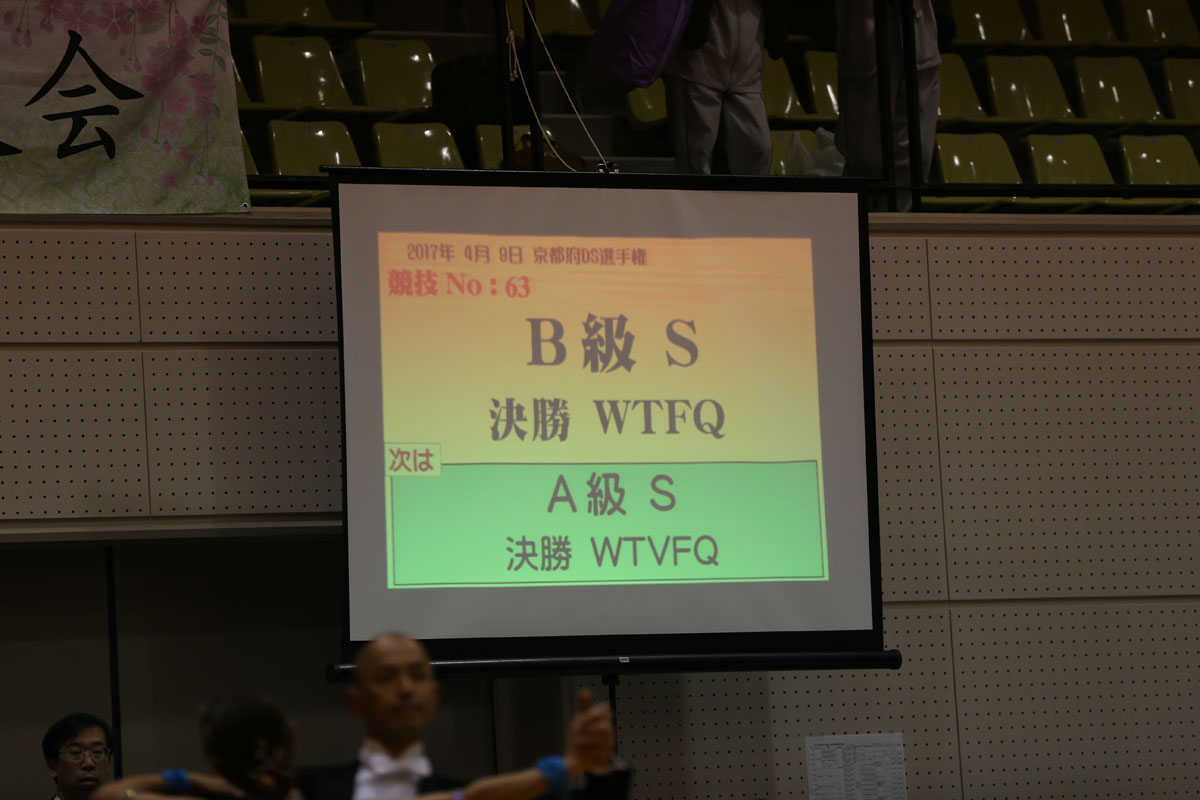 会
2017年 4月 9日 京都府DS選手権
競技 No：63
B級 S
決勝 WTFQ
次は
A級 S
決勝 WTVFQ